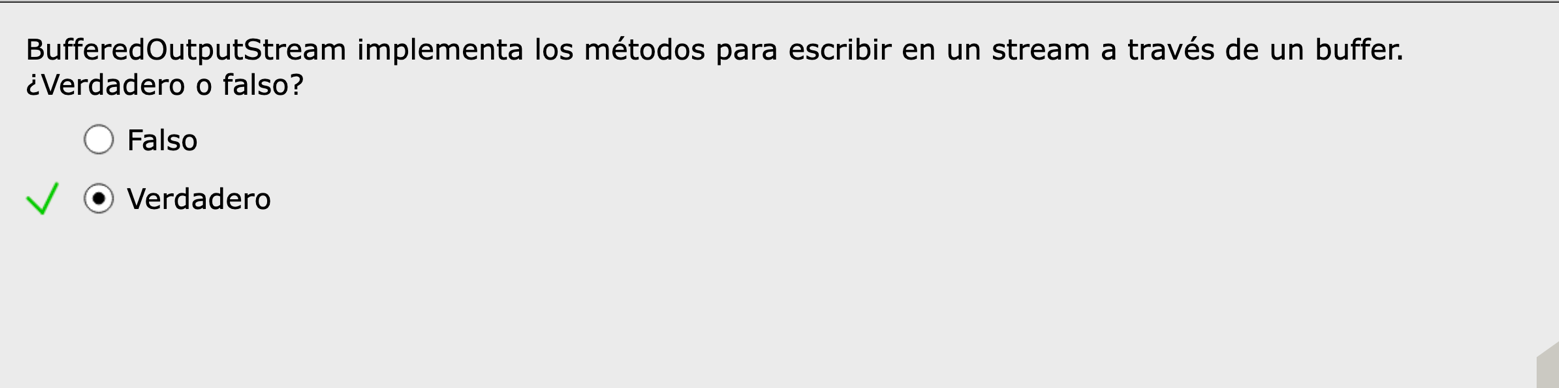 BufferedOutputStream implementa los métodos para escribir en un stream a través de un buffer.
¿Verdadero o falso?
Falso
Verdadero